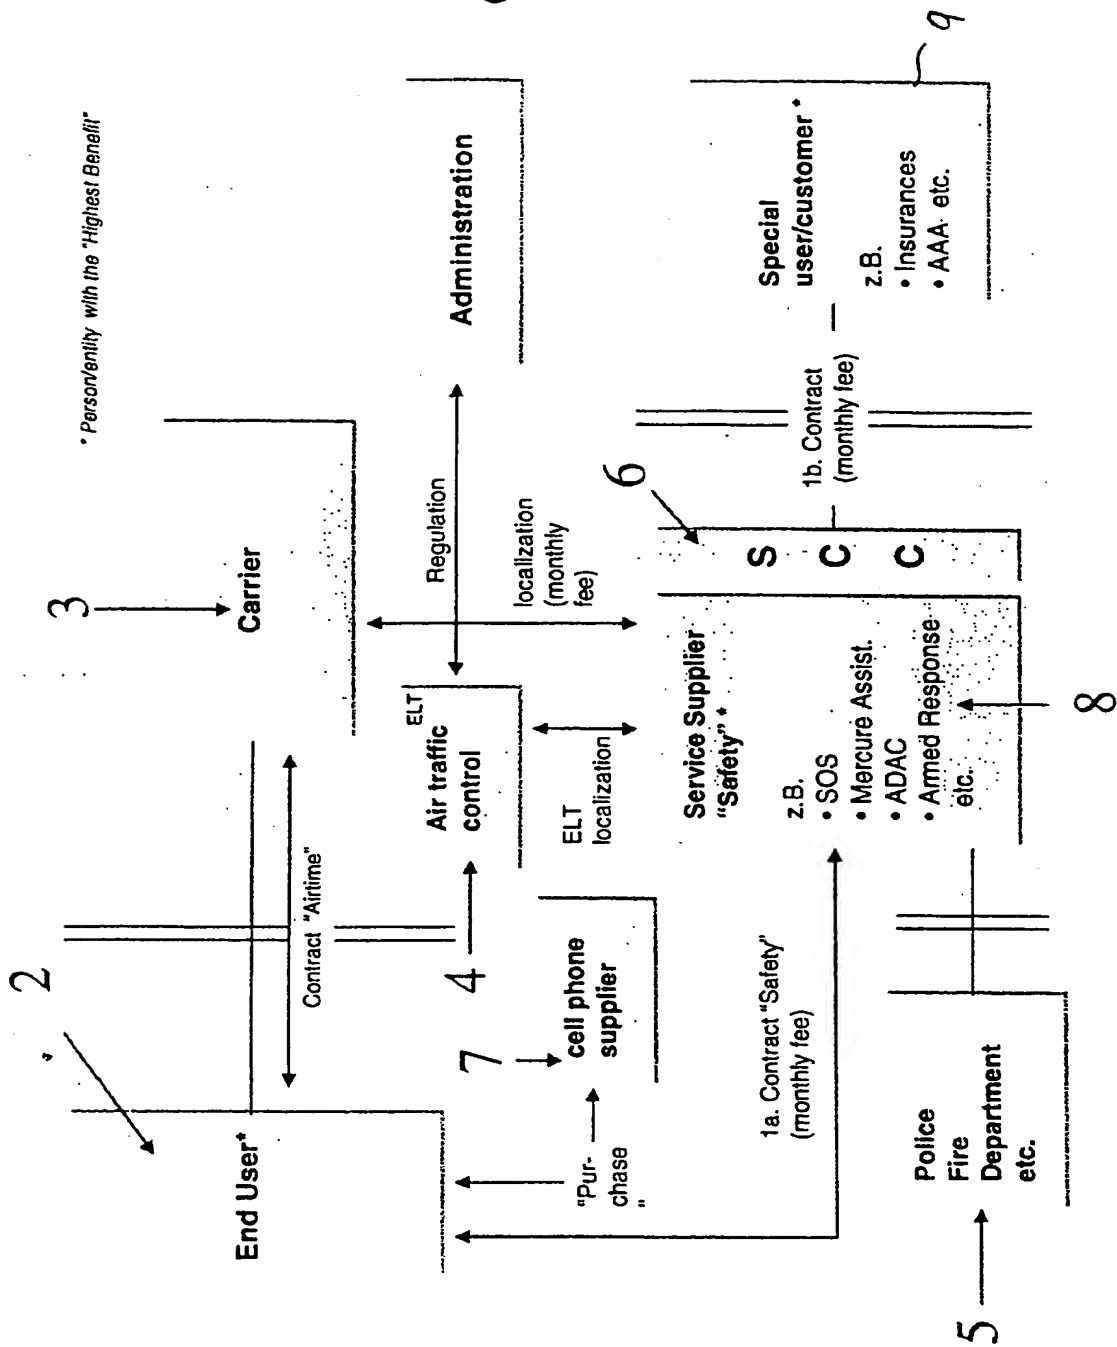 * Person/entity with the "Highest Benefit"
2
3
End User*
Contract "Airtime"
Carrier
4
7
"Pur-
chase
"
cell phone
supplier
ELT
Air traffic
control
Regulation
Administration
ELT
localization
localization
(monthly
fee)
1a. Contract "Safety"
(monthly fee)
6
5
Police
Fire
Department
etc.
Service Supplier
"Safety" *
z.B.
• SOS
• Mercure Assist.
• ADAC
• Armed Response
etc.
S
C
C
8
1b. Contract
(monthly fee)
Special
user/customer *
z.B.
• Insurances
• AAA etc.
9